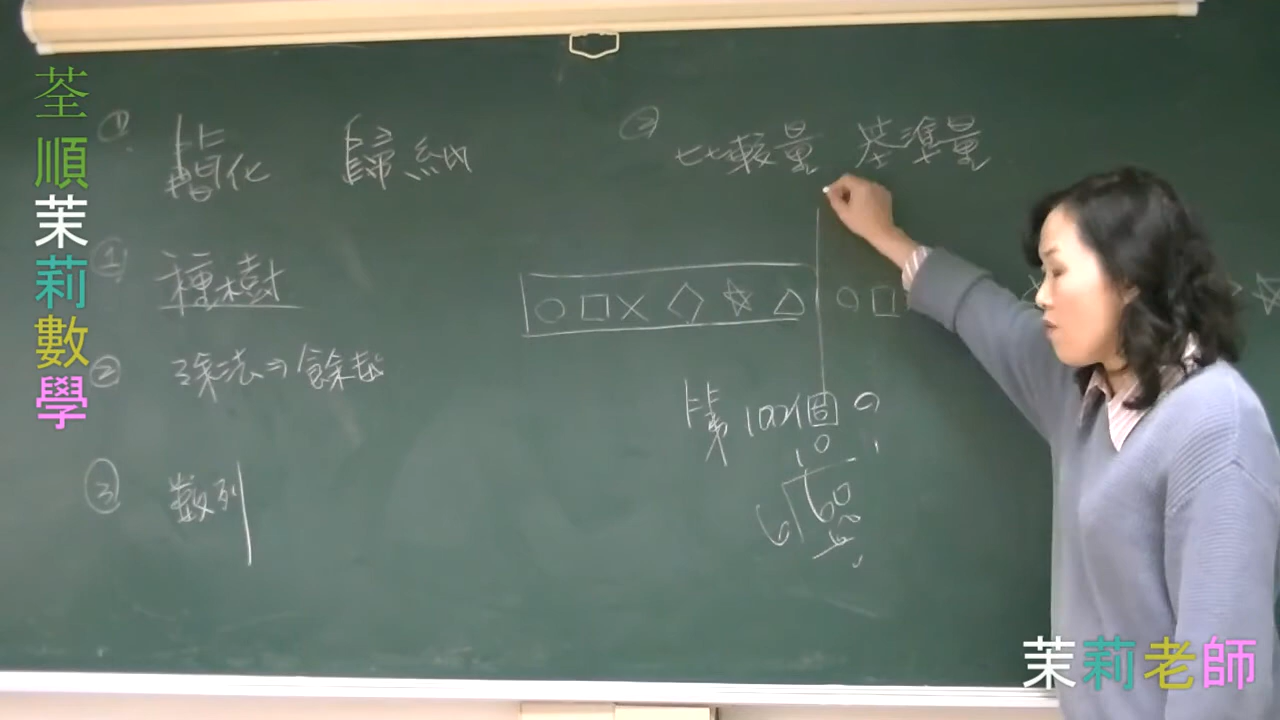 荃順茉莉數學
① 簡化 歸納
① 種樹
② 除法⇒餘數
③ 數列
② 比較量 基準量
○□×◇☆△○□
第100個?
10
6 60
60
茉莉老師